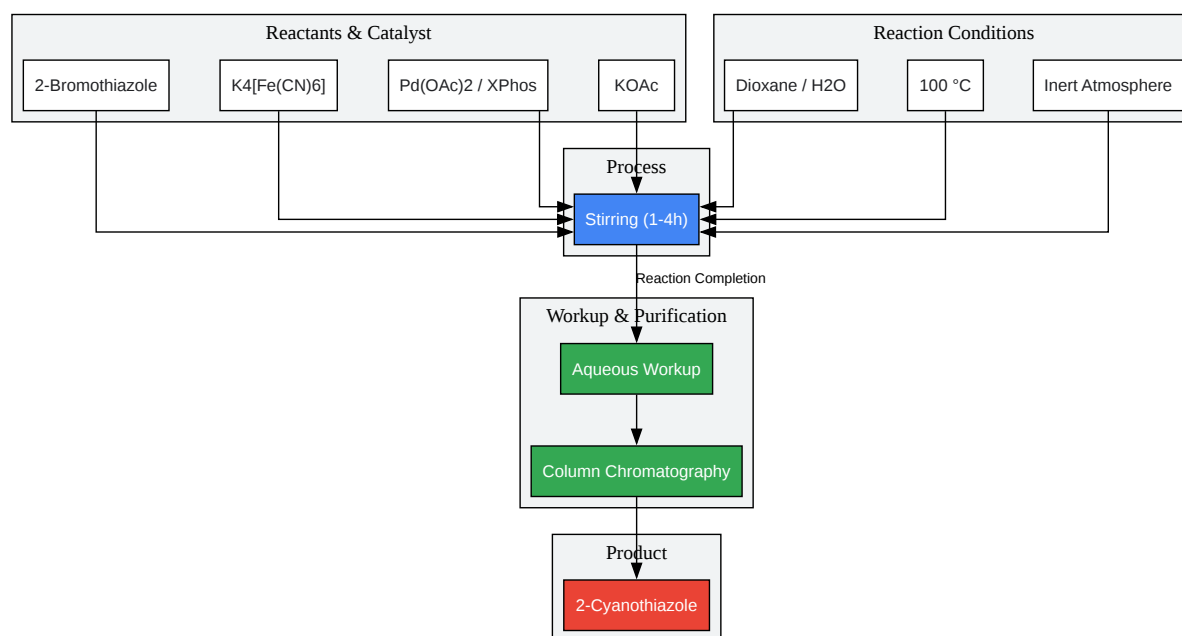 Reactants & Catalyst
Reaction Conditions
2-Bromothiazole
K4[Fe(CN)6]
Pd(OAc)2 / XPhos
KOAc
Dioxane / H2O
100 °C
Inert Atmosphere
Process
Stirring (1-4h)
Reaction Completion
Workup & Purification
Aqueous Workup
Column Chromatography
Product
2-Cyanothiazole